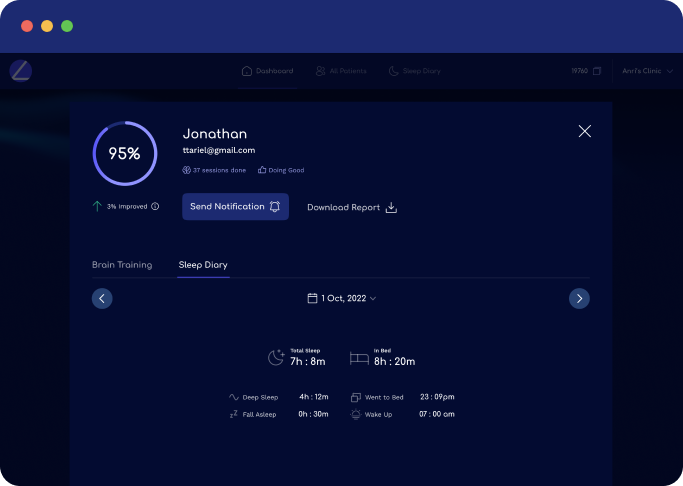 Dashboard
All Patients
Sleep Diary
19760
Anri's Clinic
95%
Jonathan
ttariel@gmail.com
37 sessions done
Doing Good
3% Improved
Send Notification
Download Report
Brain Training
Sleep Diary
1 Oct, 2022
Total Sleep
7h : 8m
In Bed
8h : 20m
Deep Sleep
4h : 12m
Went to Bed
23 : 09pm
Fall Asleep
0h : 30m
Wake Up
07 : 00 am